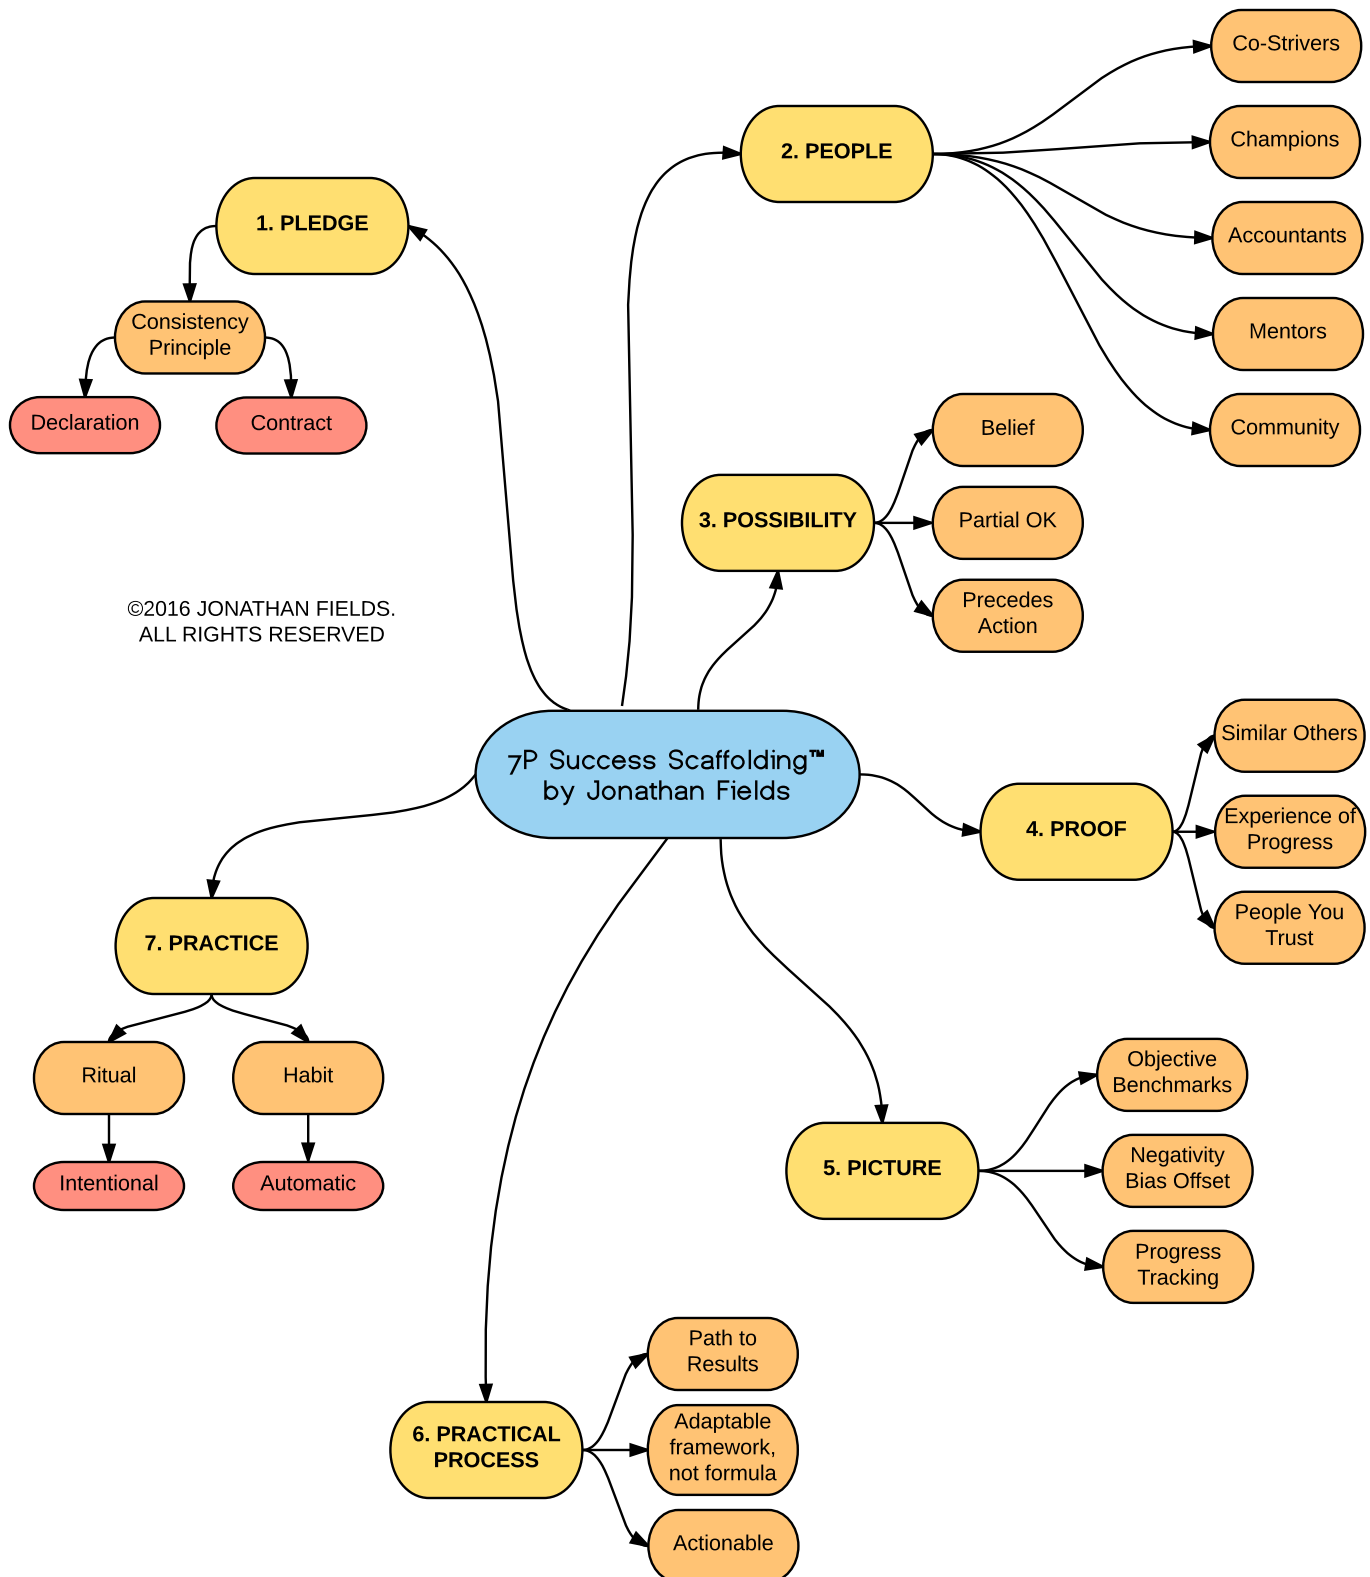 1. PLEDGE
Consistency
Principle
Declaration
Contract
2. PEOPLE
Co-Strivers
Champions
Accountants
Mentors
Community
3. POSSIBILITY
Belief
Partial OK
Precedes
Action
©2016 JONATHAN FIELDS.
ALL RIGHTS RESERVED
7P Success Scaffolding™
by Jonathan Fields
4. PROOF
Similar Others
Experience of
Progress
People You
Trust
5. PICTURE
Objective
Benchmarks
Negativity
Bias Offset
Progress
Tracking
6. PRACTICAL
PROCESS
Path to
Results
Adaptable
framework,
not formula
Actionable
7. PRACTICE
Ritual
Habit
Intentional
Automatic